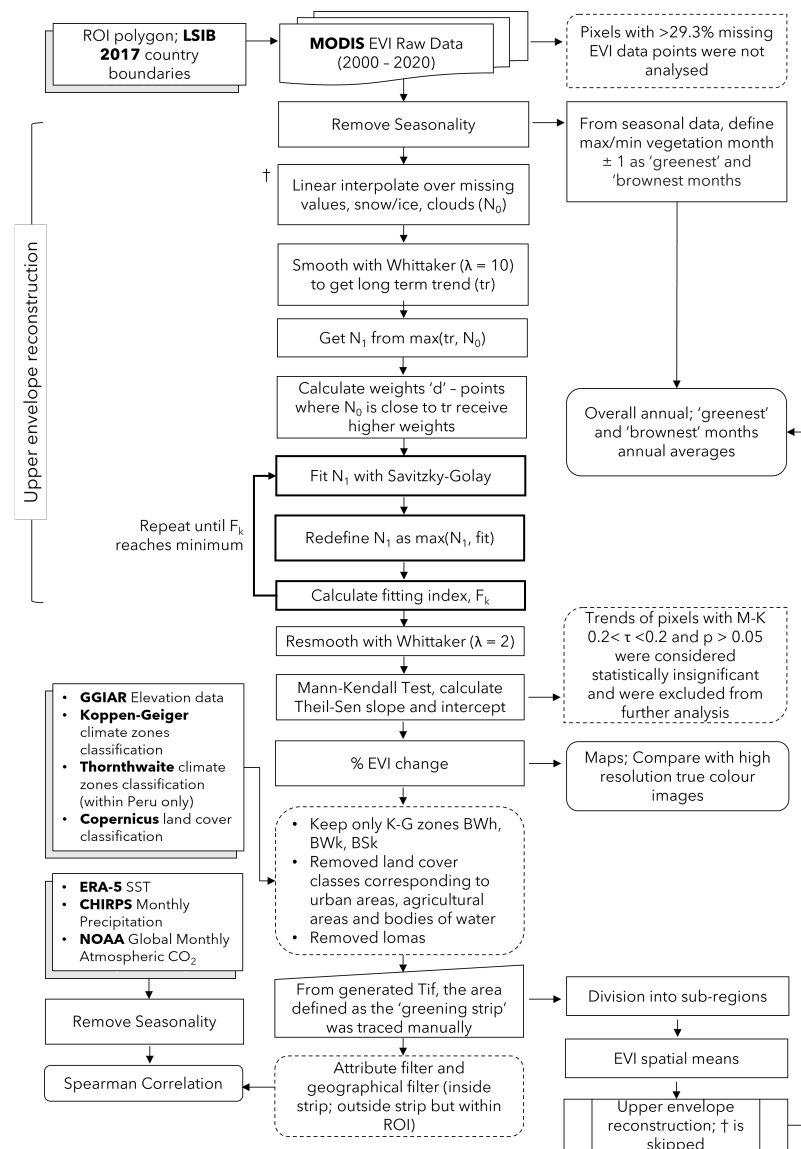 ROI polygon; LSIB
2017 country
boundaries
MODIS EVI Raw Data
(2000 – 2020)
Pixels with >29.3% missing
EVI data points were not
analysed
Remove Seasonality
From seasonal data, define
max/min vegetation month
± 1 as ‘greenest’ and
‘brownest months
†
Linear interpolate over missing
values, snow/ice, clouds (N₀)
Upper envelope reconstruction
Smooth with Whittaker (λ = 10)
to get long term trend (tr)
Get N₁ from max(tr, N₀)
Calculate weights ‘d’ – points
where N₀ is close to tr receive
higher weights
Overall annual; ‘greenest’
and ‘brownest’ months
annual averages
Fit N₁ with Savitzky-Golay
Repeat until Fₖ
reaches minimum
Redefine N₁ as max(N₁, fit)
Calculate fitting index, Fₖ
Resmooth with Whittaker (λ = 2)
Trends of pixels with M-K
0.2< τ <0.2 and p > 0.05
were considered
statistically insignificant
and were excluded from
further analysis
Mann-Kendall Test, calculate
Theil-Sen slope and intercept
% EVI change
Maps; Compare with high
resolution true colour
images
• GGIAR Elevation data
• Koppen-Geiger
climate zones
classification
• Thornthwaite climate
zones classification
(within Peru only)
• Copernicus land cover
classification
• Keep only K-G zones BWh,
BWk, BSk
• Removed land cover
classes corresponding to
urban areas, agricultural
areas and bodies of water
• Removed lomas
• ERA-5 SST
• CHIRPS Monthly
Precipitation
• NOAA Global Monthly
Atmospheric CO₂
From generated Tif, the area
defined as the ‘greening strip’
was traced manually
Division into sub-regions
Remove Seasonality
EVI spatial means
Spearman Correlation
Attribute filter and
geographical filter (inside
strip; outside strip but within
ROI)
Upper envelope
reconstruction; † is
skipped